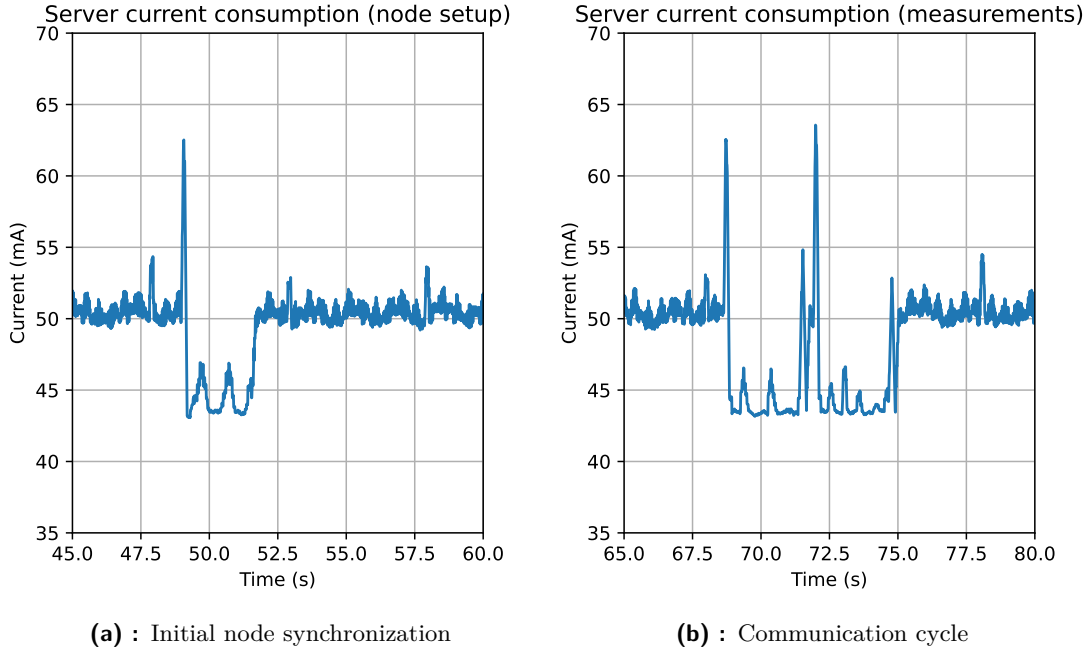 Server current consumption (node setup)
70
65
60
55
50
45
40
35
Current (mA)
45.0 47.5 50.0 52.5 55.0 57.5 60.0
Time (s)
(a) : Initial node synchronization
Server current consumption (measurements)
70
65
60
55
50
45
40
35
Current (mA)
65.0 67.5 70.0 72.5 75.0 77.5 80.0
Time (s)
(b) : Communication cycle